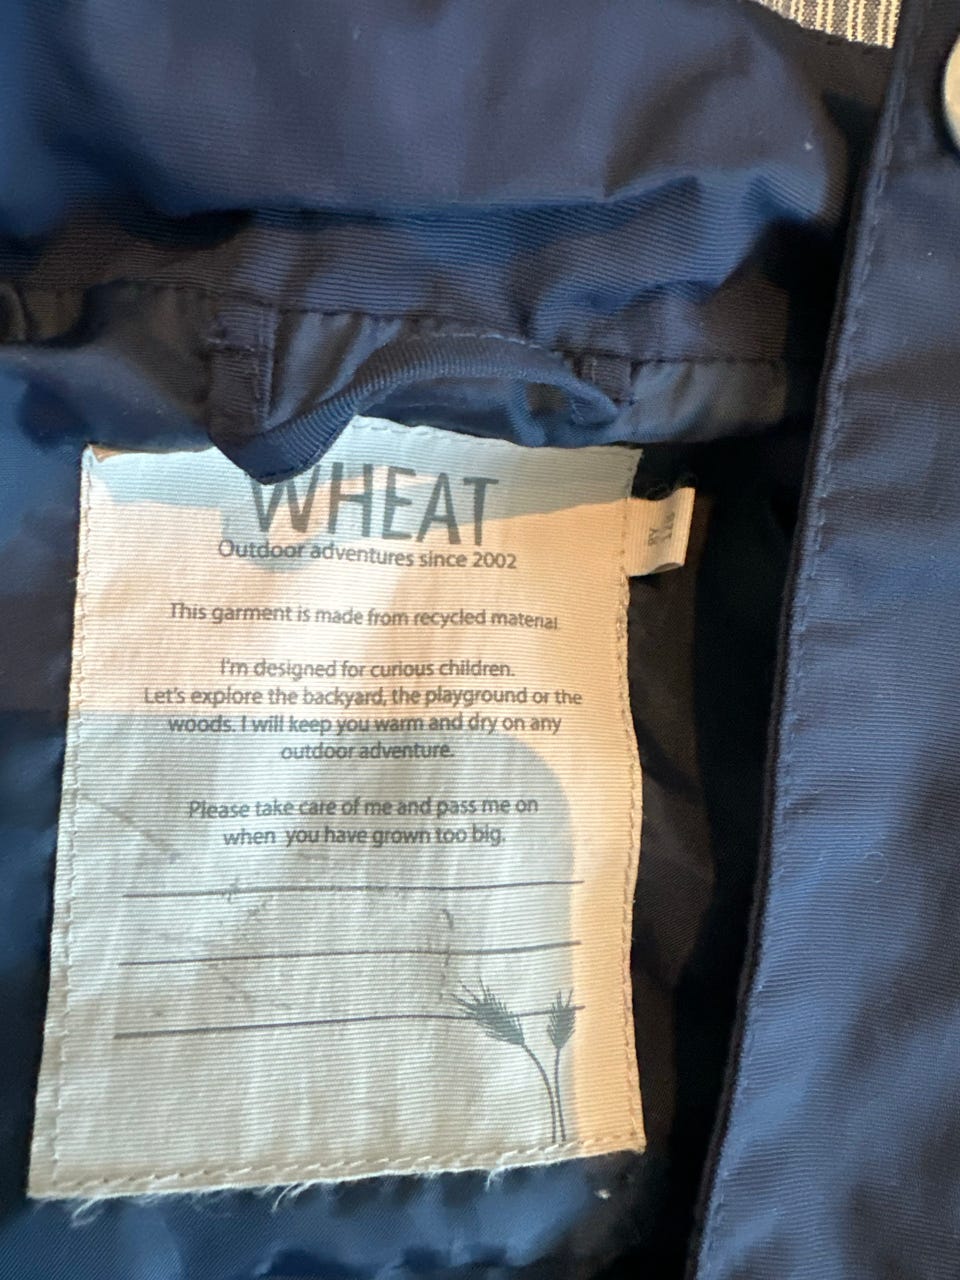 WHEAT
Outdoor adventures since 2002
This garment is made from recycled material
I'm designed for curious children.
Let's explore the backyard, the playground or the
woods. I will keep you warm and dry on any
outdoor adventure.
Please take care of me and pass me on
when you have grown too big.
8Y